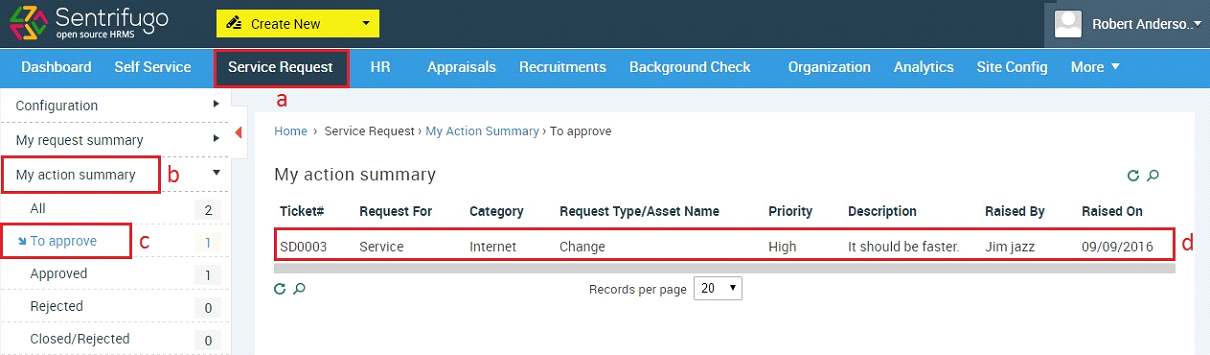 Sentrifugo
open source HRMS
Create New
Robert Anderso..
Dashboard Self Service Service Request HR Appraisals Recruitments Background Check Organization Analytics Site Config More
a
Configuration
My request summary
My action summary b
All 2
To approve c 1
Approved 1
Rejected 0
Closed/Rejected 0
Home › Service Request › My Action Summary › To approve
My action summary
Ticket# Request For Category Request Type/Asset Name Priority Description Raised By Raised On
SD0003 Service Internet Change High It should be faster. Jim jazz 09/09/2016 d
Records per page 20